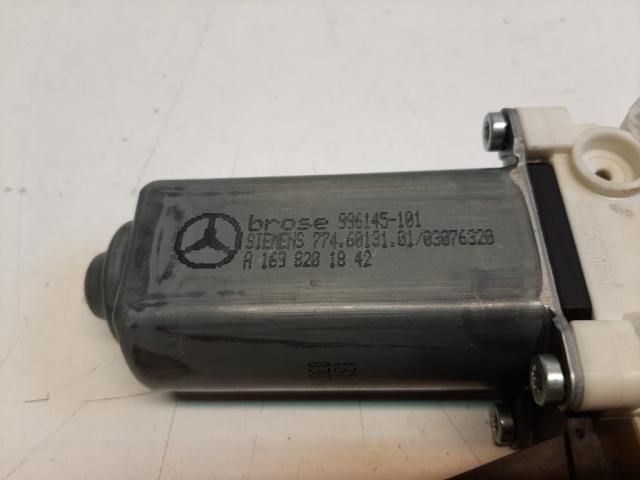 brose 996145-101
SIEMENS 774.60131.01/03076320
A 169 820 18 42